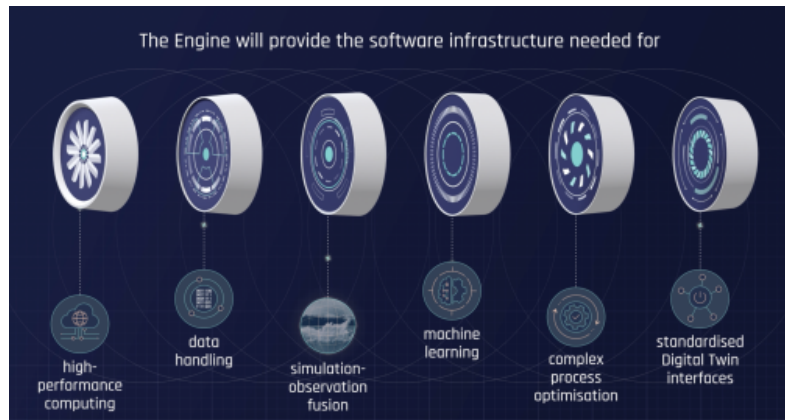 The Engine will provide the software infrastructure needed for
high-
performance
computing
data
handling
simulation-
observation
fusion
machine
learning
complex
process
optimisation
standardised
Digital Twin
interfaces